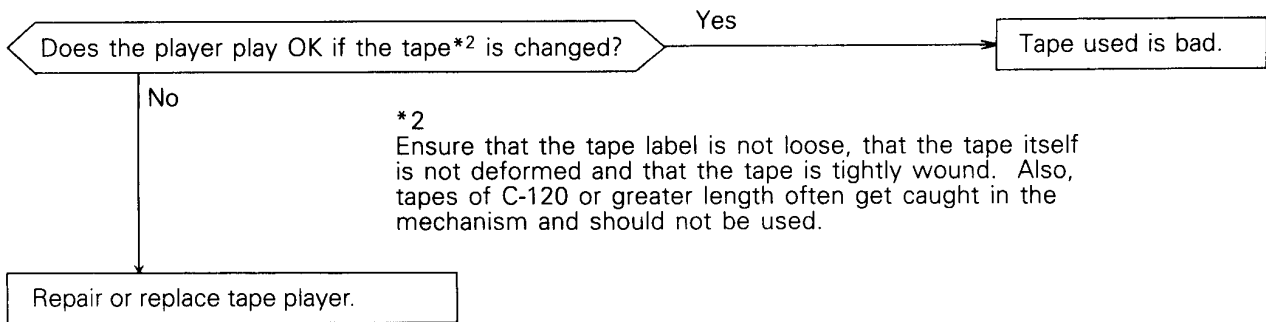 Yes
Does the player play OK if the tape*2 is changed?
Tape used is bad.
No
*2
Ensure that the tape label is not loose, that the tape itself
is not deformed and that the tape is tightly wound. Also,
tapes of C-120 or greater length often get caught in the
mechanism and should not be used.
Repair or replace tape player.